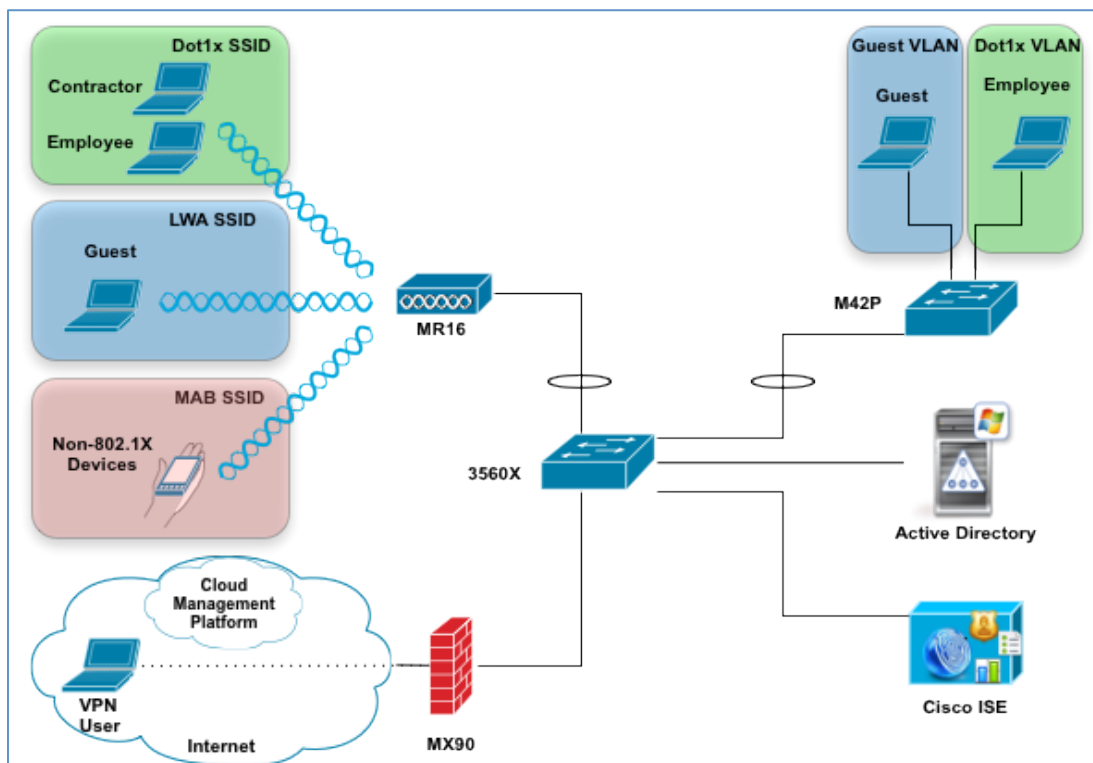 Dot1x SSID
Contractor
Employee
LWA SSID
Guest
MAB SSID
Non-802.1X
Devices
Cloud
Management
Platform
VPN
User
Internet
MX90
MR16
3560X
Guest VLAN
Guest
Dot1x VLAN
Employee
M42P
Active Directory
Cisco ISE